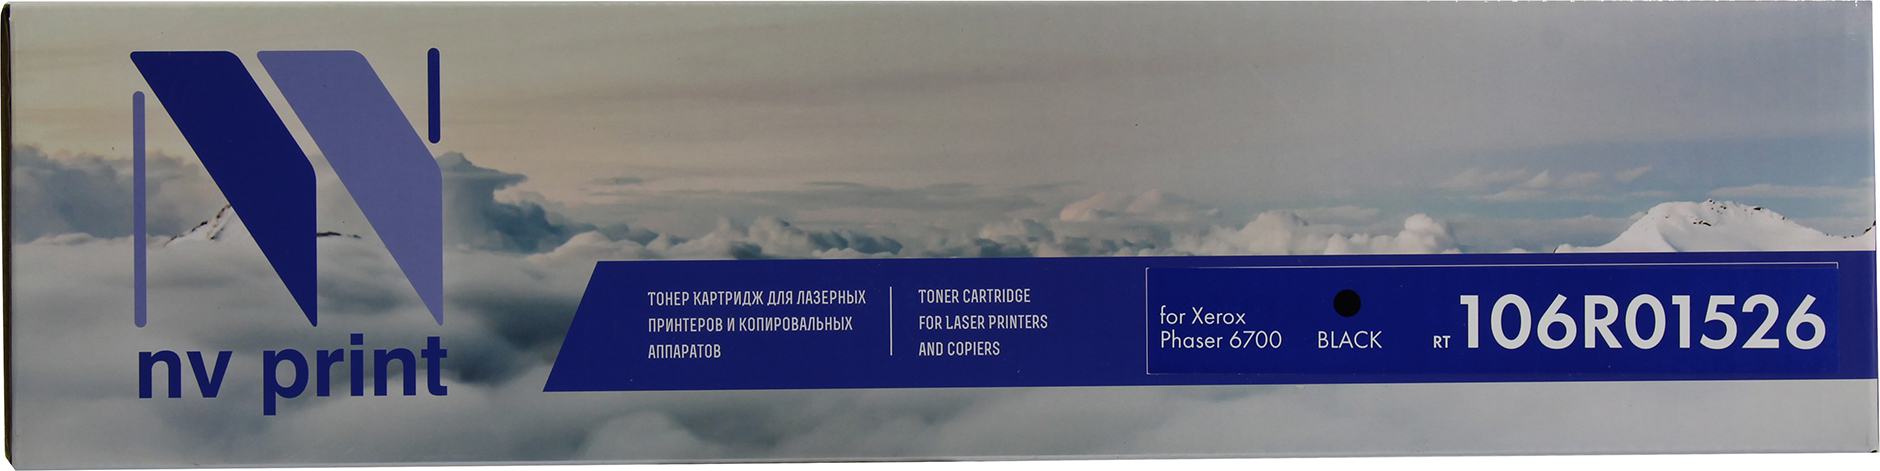 nv print
ТОНЕР КАРТРИДЖ ДЛЯ ЛАЗЕРНЫХ
ПРИНТЕРОВ И КОПИРОВАЛЬНЫХ
АППАРАТОВ
TONER CARTRIDGE
FOR LASER PRINTERS
AND COPIERS
for Xerox
Phaser 6700
BLACK
RT 106R01526